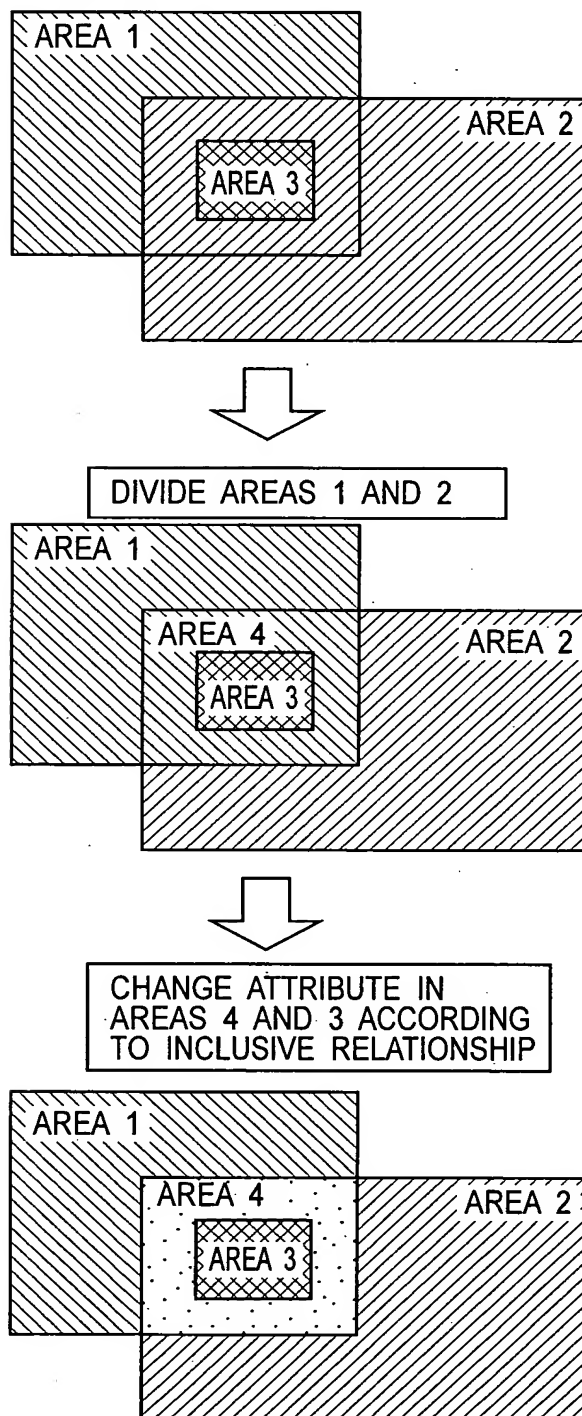 AREA 1
AREA 2
AREA 3
DIVIDE AREAS 1 AND 2
AREA 1
AREA 4
AREA 2
AREA 3
CHANGE ATTRIBUTE IN
AREAS 4 AND 3 ACCORDING
TO INCLUSIVE RELATIONSHIP
AREA 1
AREA 4
AREA 2
AREA 3